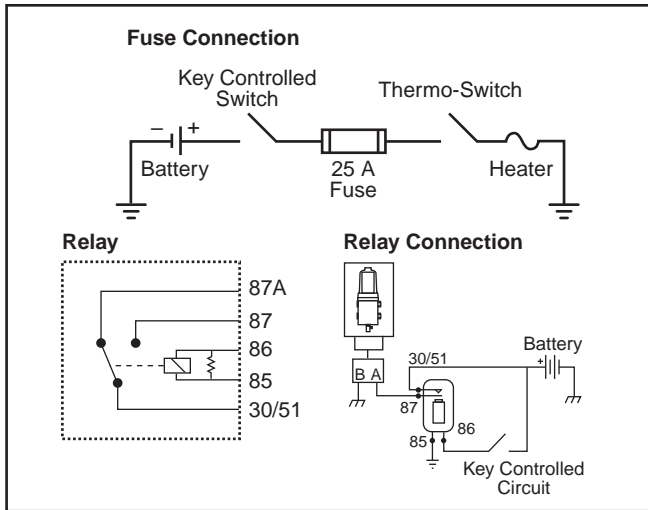 Fuse Connection
Key Controlled
Switch
Thermo-Switch
– +
Battery
25 A
Fuse
Heater
Relay
87A
87
86
85
30/51
Relay Connection
30/51
Battery
+
B A
87
86
85
Key Controlled
Circuit